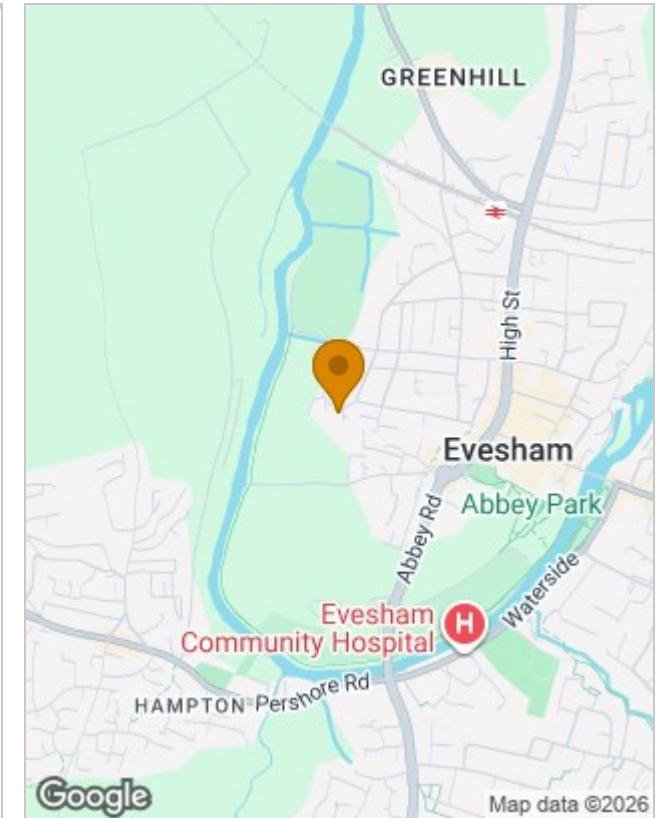 GREENHILL
High St
Evesham
Abbey Park
Abbey Rd
Waterside
Evesham
Community Hospital
H
HAMPTON
Pershore Rd
Google
Map data ©2026